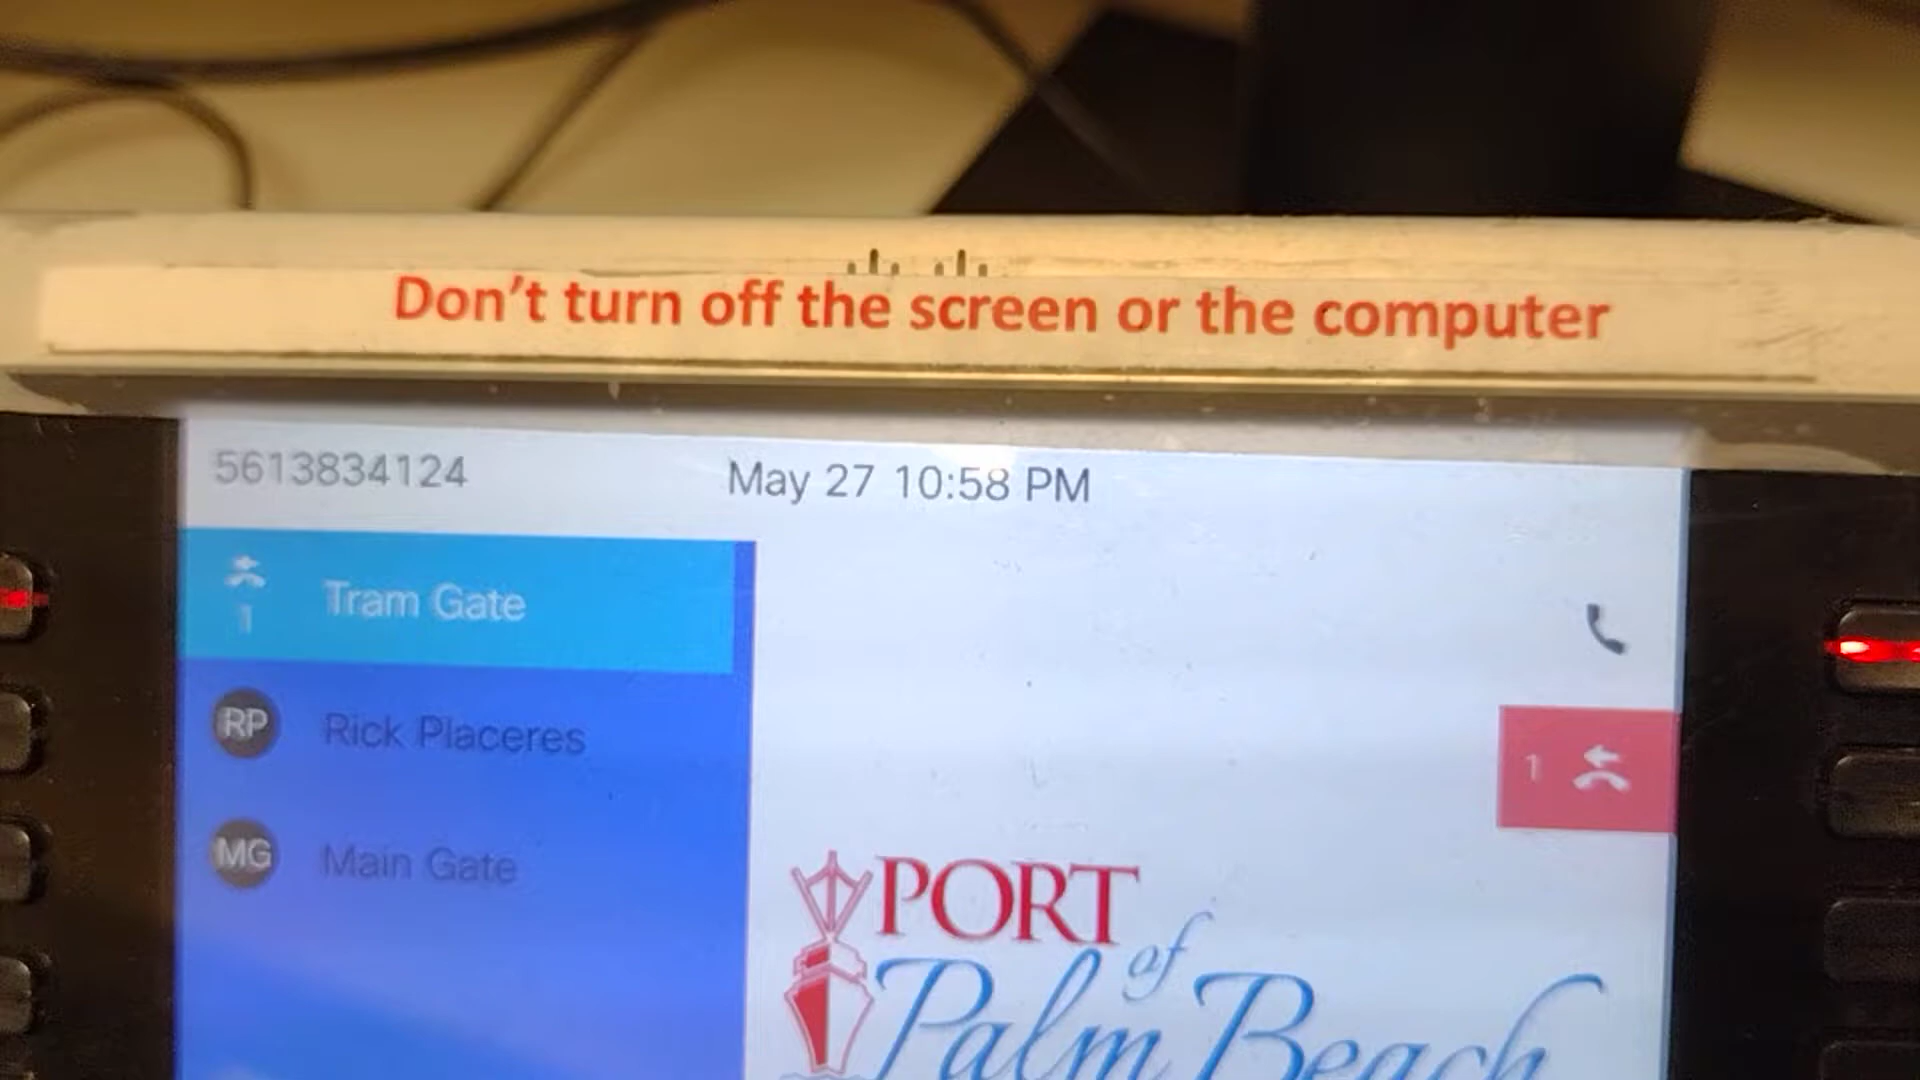 Don't turn off the screen or the computer
5613834124
May 27 10:58 PM
1
Tram Gate
RP
Rick Placeres
1
MG
Main Gate
PORT
of
Palm Beach